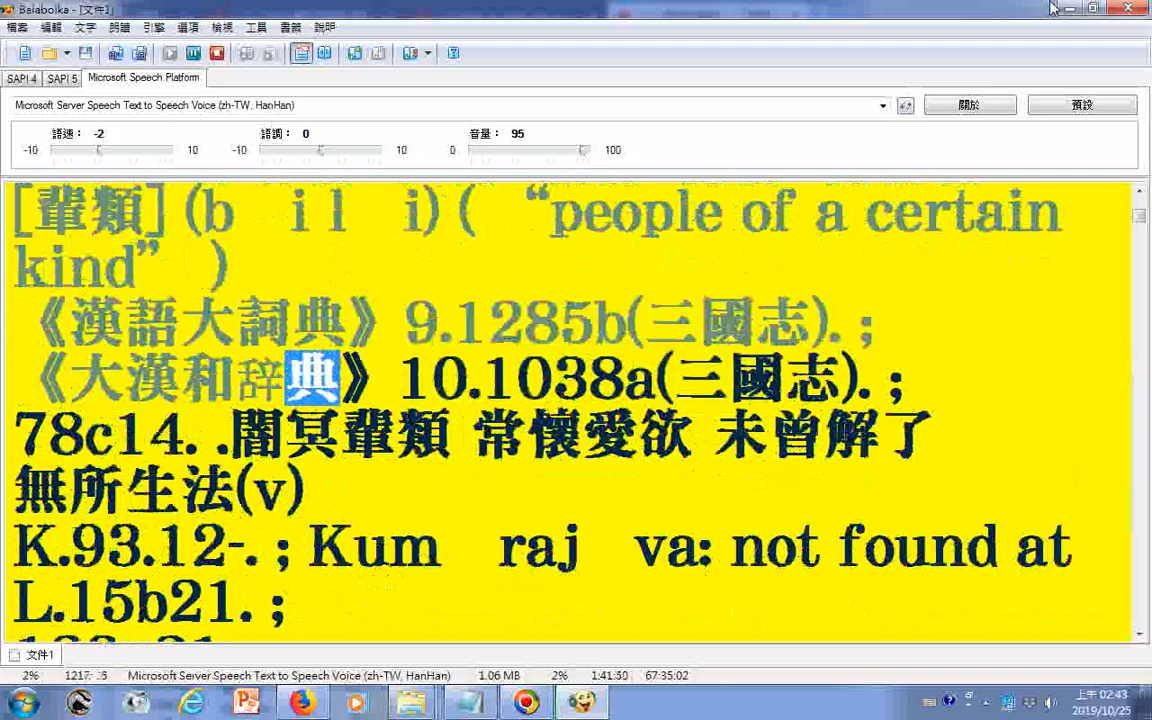 Balabolka - [文件1]
檔案 編輯 文字 朗讀 引擎 選項 檢視 工具 書籤 說明
SAPI 4 SAPI 5 Microsoft Speech Platform
Microsoft Server Speech Text to Speech Voice (zh-TW, HanHan) 關於 預設
語速： -2 語調： 0 音量： 95
-10 10 -10 10 0 100
[輩類] (b i l i) ( “people of a certain
kind” )
《漢語大詞典》 9.1285b(三國志). ;
《大漢和辞典》 10.1038a(三國志). ;
78c14. .闇冥輩類 常懷愛欲 未曾解了
無所生法(v)
K.93.12-. ; Kum raj va: not found at
L.15b21. ;
文件1
2% Microsoft Server Speech Text to Speech Voice (zh-TW, HanHan) 1.06 MB 2% 1:41:50 67:35:02
上午 02:43
2019/10/25